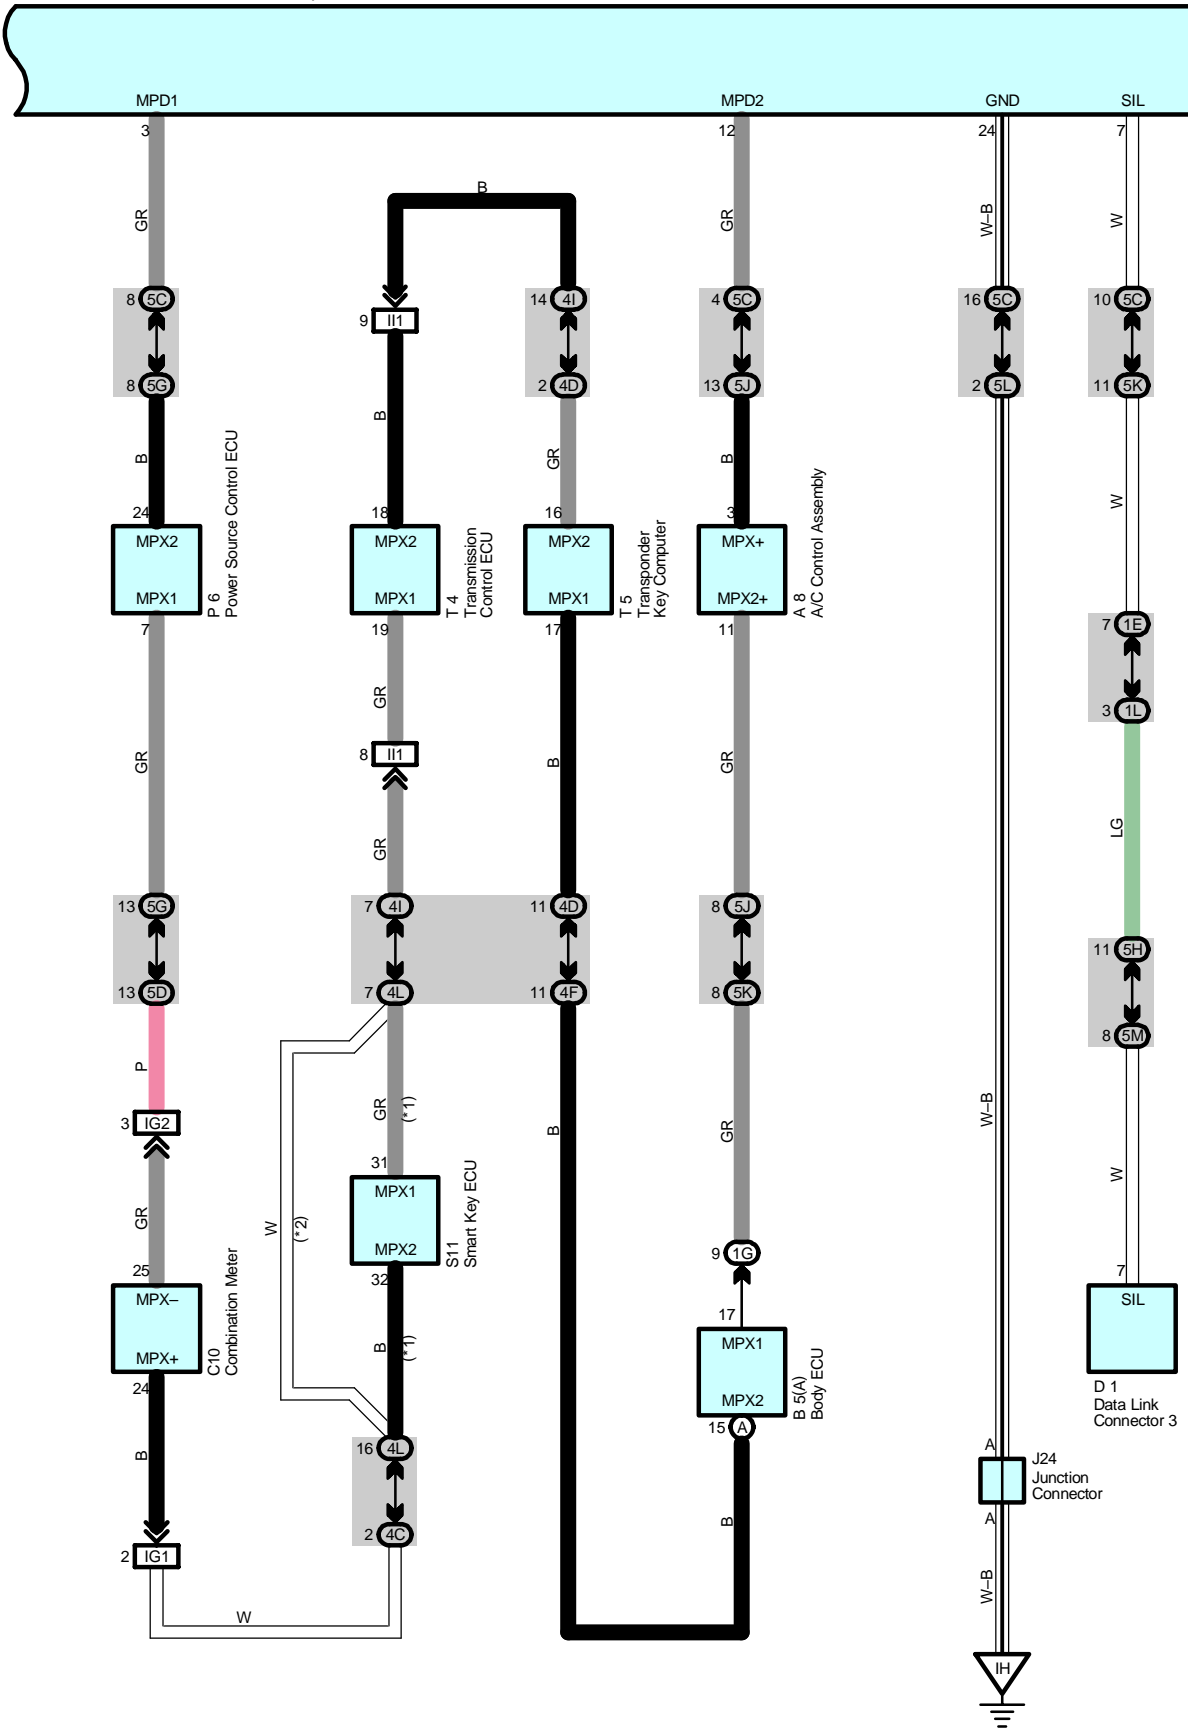 MPD1 MPD2 GND SIL
3 12 24 7
B
GR GR W–B W
8 5C 14 4I 4 5C 16 5C 10 5C
9 II1
8 5G 2 4D 13 5J 2 5L 11 5K
B B GR B W
24 18 16 3
MPX2 MPX2 MPX2 MPX+
MPX1 MPX1 MPX1 MPX2+
P 6
Power Source Control ECU
T 4
Transmission
Control ECU
T 5
Transponder
Key Computer
A 8
A/C Control Assembly
7 19 17 11
7 1E
GR
3 1L
8 II1
GR B GR
LG
GR
13 5G 7 4I 11 4D 8 5J
11 5H
13 5D 7 4L 11 4F 8 5K
8 5M
P
GR
(*1)
W–B
3 IG2
B GR
31
W
MPX1
MPX2
S11
Smart Key ECU
GR
W
(*2)
9 1G
32
25
MPX–
MPX+
C10
Combination Meter
7
SIL
17
MPX1
MPX2
B 5(A)
Body ECU
B
(*1)
24
D 1
Data Link
Connector 3
15 A
16 4L
B
A
J24
Junction
Connector
A
B
2 4C
2 IG1
W–B
W
IH